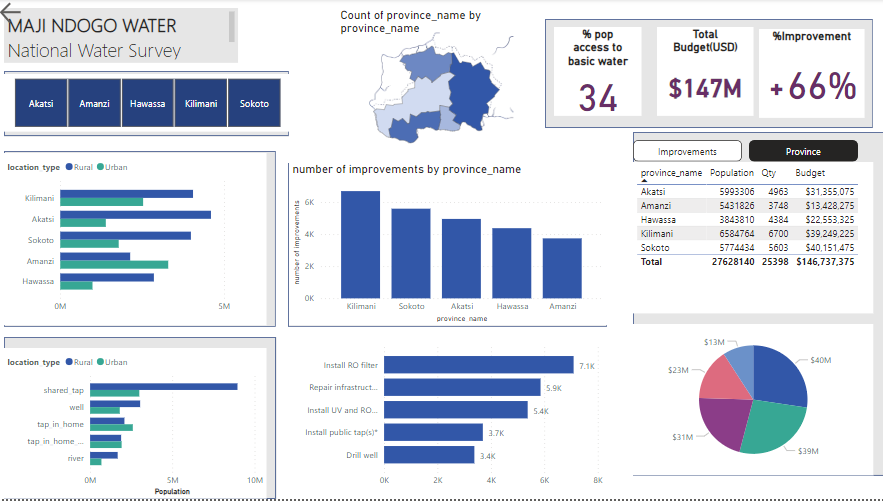 MAJI NDOGO WATER
National Water Survey
Akatsi
Amanzi
Hawassa
Kilimani
Sokoto
Count of province_name by
province_name
% pop
access to
basic water
34
Total
Budget(USD)
$147M
%Improvement
+66%
location_type Rural Urban
Kilimani
Akatsi
Sokoto
Amanzi
Hawassa
0M 5M
number of improvements by province_name
number of improvements
6K
4K
2K
0K
Kilimani Sokoto Akatsi Hawassa Amanzi
province_name
Improvements Province
province_name Population Qty Budget
Akatsi 5993306 4963 $31,355,075
Amanzi 5431826 3748 $13,428,275
Hawassa 3843810 4384 $22,553,325
Kilimani 6584764 6700 $39,249,225
Sokoto 5774434 5603 $40,151,475
Total 27628140 25398 $146,737,375
location_type Rural Urban
shared_tap
well
tap_in_home
tap_in_home_...
river
0M 5M 10M
Population
Install RO filter 7.1K
Repair infrastruct... 5.9K
Install UV and RO... 5.4K
Install public tap(s)* 3.7K
Drill well 3.4K
0K 2K 4K 6K 8K
$13M
$40M
$23M
$31M
$39M